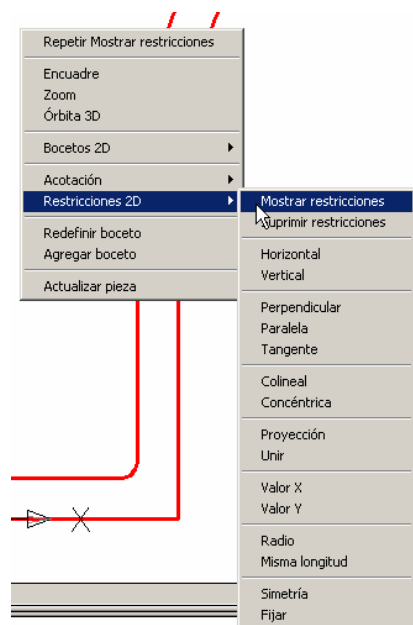 Repetir Mostrar restricciones
Encuadre
Zoom
Órbita 3D
Bocetos 2D
Acotación
Restricciones 2D
Redefinir boceto
Agregar boceto
Actualizar pieza
Mostrar restricciones
Suprimir restricciones
Horizontal
Vertical
Perpendicular
Paralela
Tangente
Colineal
Concéntrica
Proyección
Unir
Valor X
Valor Y
Radio
Misma longitud
Simetría
Fijar